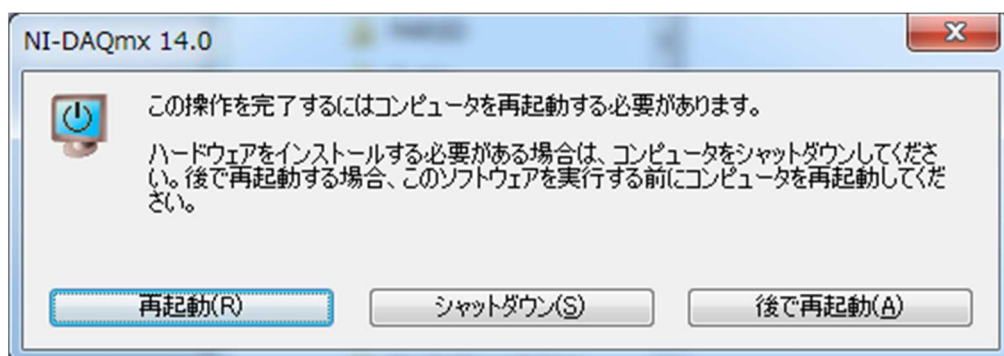 NI-DAQmx 14.0
この操作を完了するにはコンピュータを再起動する必要があります。
ハードウェアをインストールする必要がある場合は、コンピュータをシャットダウンしてくださ
い。後で再起動する場合、このソフトウェアを実行する前にコンピュータを再起動してくだ
さい。
再起動(R)
シャットダウン(S)
後で再起動(A)